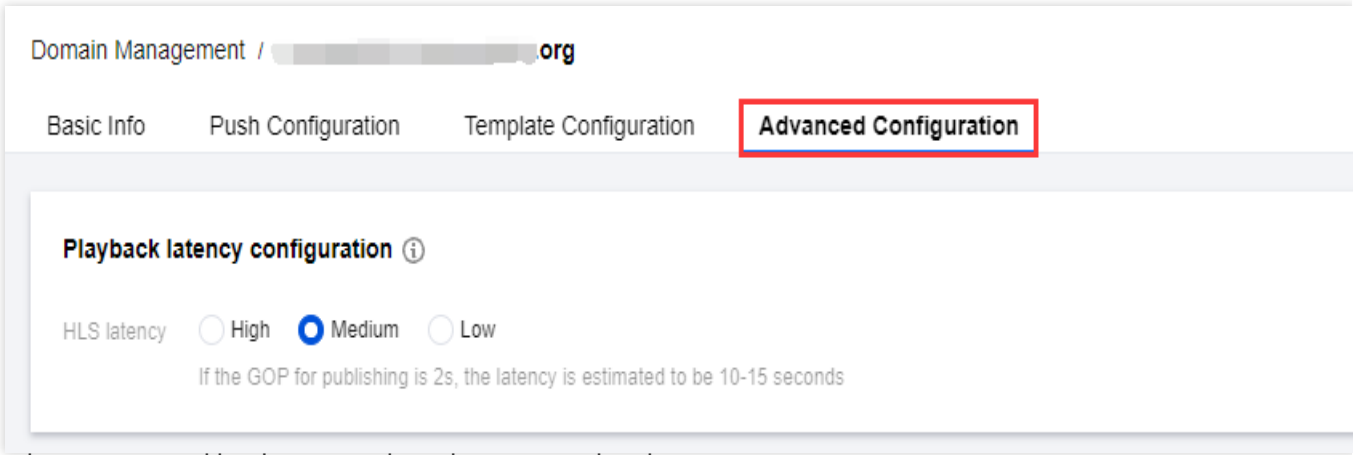 Domain Management / .org
Basic Info Push Configuration Template Configuration Advanced Configuration
Playback latency configuration
HLS latency High Medium Low
If the GOP for publishing is 2s, the latency is estimated to be 10-15 seconds